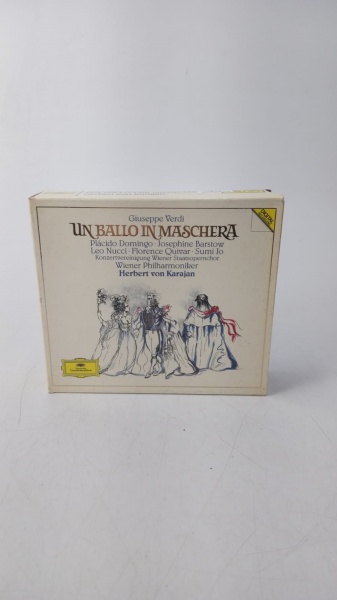 Giuseppe Verdi
UN BALLO IN MASCHERA
Plácido Domingo · Josephine Barstow
Leo Nucci · Florence Quivar · Sumi Jo
Konzertvereinigung Wiener Staatsopernchor
Wiener Philharmoniker
Herbert von Karajan